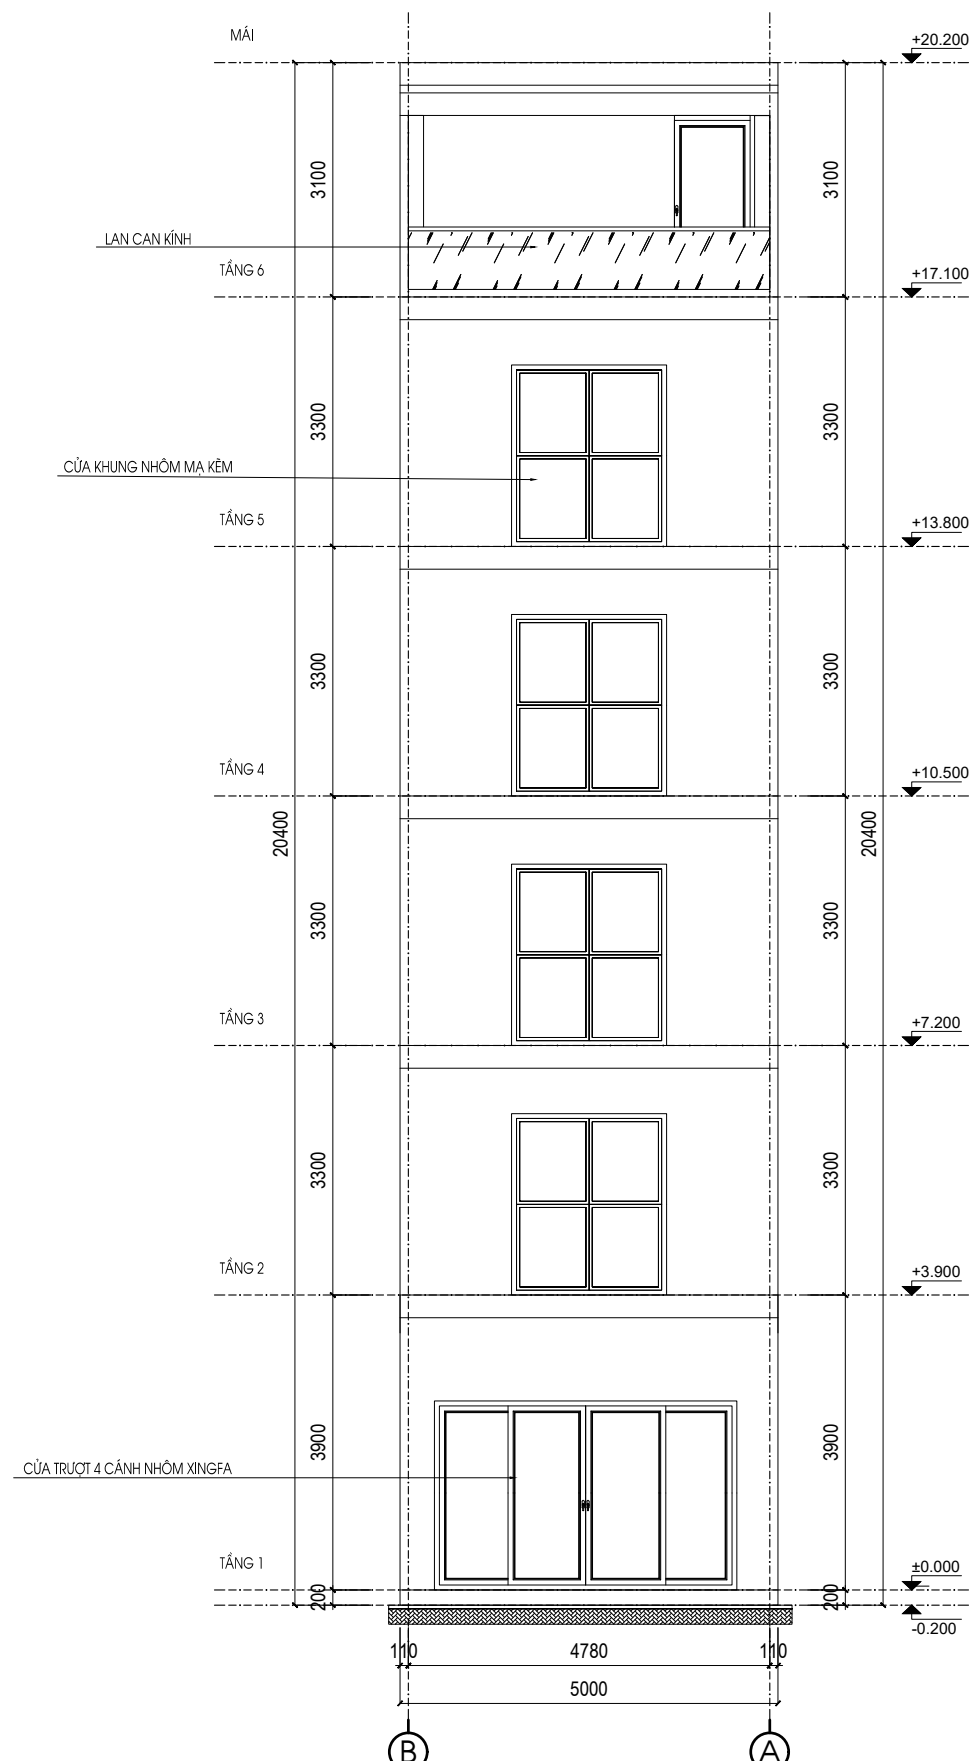 MÁI
+20.200
3100
3100
LAN CAN KÍNH
TẦNG 6
+17.100
3300
3300
CỬA KHUNG NHÔM MẠ KẼM
TẦNG 5
+13.800
3300
3300
TẦNG 4
+10.500
20400
20400
3300
3300
TẦNG 3
+7.200
3300
3300
TẦNG 2
+3.900
3900
3900
CỬA TRƯỢT 4 CÁNH NHÔM XINGFA
TẦNG 1
±0.000
200
200
-0.200
110 4780 110
5000
B A